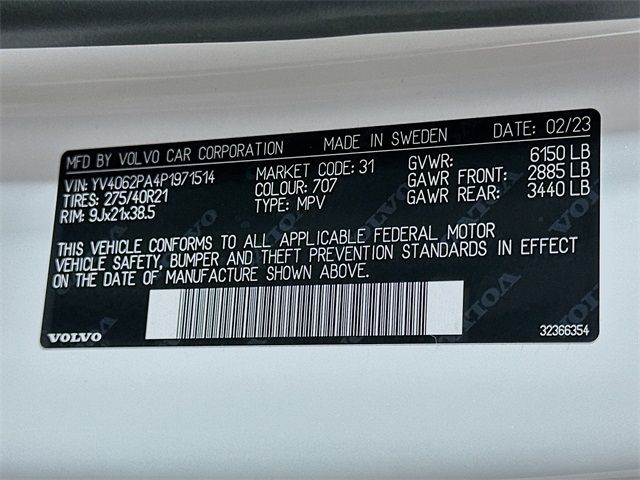 MFD BY VOLVO CAR CORPORATION MADE IN SWEDEN DATE: 02/23
VIN: YV4062PA4P1971514 MARKET CODE: 31 GVWR: 6150 LB
TIRES: 275/40R21 COLOUR: 707 GAWR FRONT: 2885 LB
RIM: 9Jx21x38.5 TYPE: MPV GAWR REAR: 3440 LB
THIS VEHICLE CONFORMS TO ALL APPLICABLE FEDERAL MOTOR
VEHICLE SAFETY, BUMPER AND THEFT PREVENTION STANDARDS IN EFFECT
ON THE DATE OF MANUFACTURE SHOWN ABOVE.
VOLVO 32366354